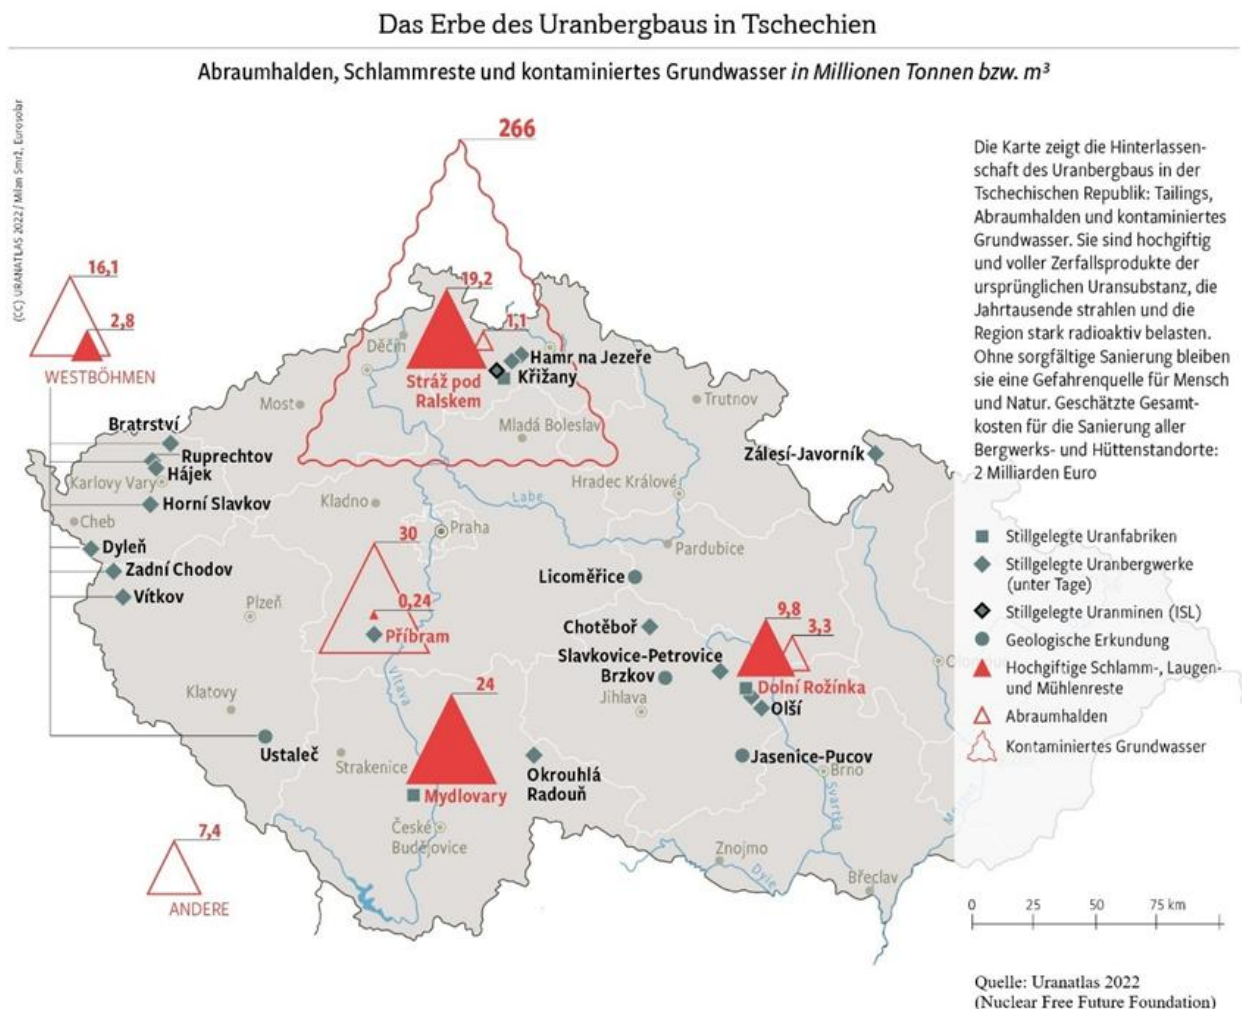 Das Erbe des Uranbergbaus in Tschechien
Abraumhalden, Schlammreste und kontaminiertes Grundwasser in Millionen Tonnen bzw. m³
(CC) URANATLAS 2022 / Milan Smrž, Eurosolar
266
Die Karte zeigt die Hinterlassen-
schaft des Uranbergbaus in der
Tschechischen Republik: Tailings,
Abraumhalden und kontaminiertes
Grundwasser. Sie sind hochgiftig
und voller Zerfallsprodukte der
ursprünglichen Uransubstanz, die
Jahrtausende strahlen und die
Region stark radioaktiv belasten.
Ohne sorgfältige Sanierung bleiben
sie eine Gefahrenquelle für Mensch
und Natur. Geschätzte Gesamt-
kosten für die Sanierung aller
Bergwerks- und Hüttenstandorte:
2 Milliarden Euro
16,1
2,8
WESTBÖHMEN
19,2
1,1
Děčín
Hamr na Jezeře
Křižany
Stráž pod
Ralskem
Most
Mladá Boleslav
Trutnov
Bratrství
Ruprechtov
Hájek
Karlovy Vary
Horní Slavkov
Cheb
Dyleň
Zadní Chodov
Vítkov
Zálesí-Javorník
Hradec Králové
Labe
Kladno
Praha
Pardubice
30
0,24
Příbram
Plzeň
Vltava
Licoměřice
Chotěboř
Slavkovice-Petrovice
Brzkov
Jihlava
9,8
3,3
Dolní Rožínka
Olší
Klatovy
Ustaleč
24
Strakenice
Mydlovary
Okrouhlá
Radouň
Jasenice-Pucov
Brno
svartka
České
Budějovice
Znojmo
Dyle
Břeclav
7,4
ANDERE
Stillgelegte Uranfabriken
Stillgelegte Uranbergwerke
(unter Tage)
Stillgelegte Uranminen (ISL)
Geologische Erkundung
Hochgiftige Schlamm-, Laugen-
und Mühlenreste
Abraumhalden
Kontaminiertes Grundwasser
0 25 50 75 km
Quelle: Uranatlas 2022
(Nuclear Free Future Foundation)